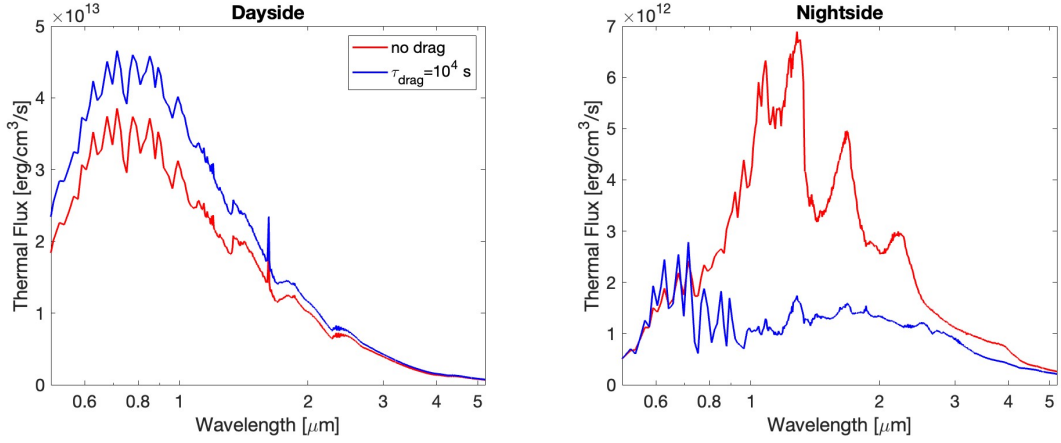 Dayside
×10^13
5
4
3
2
1
0
Thermal Flux [erg/cm^3/s]
no drag
τ_drag=10^4 s
0.6 0.8 1 2 3 4 5
Wavelength [μm]
Nightside
×10^12
7
6
5
4
3
2
1
0
Thermal Flux [erg/cm^3/s]
0.6 0.8 1 2 3 4 5
Wavelength [μm]